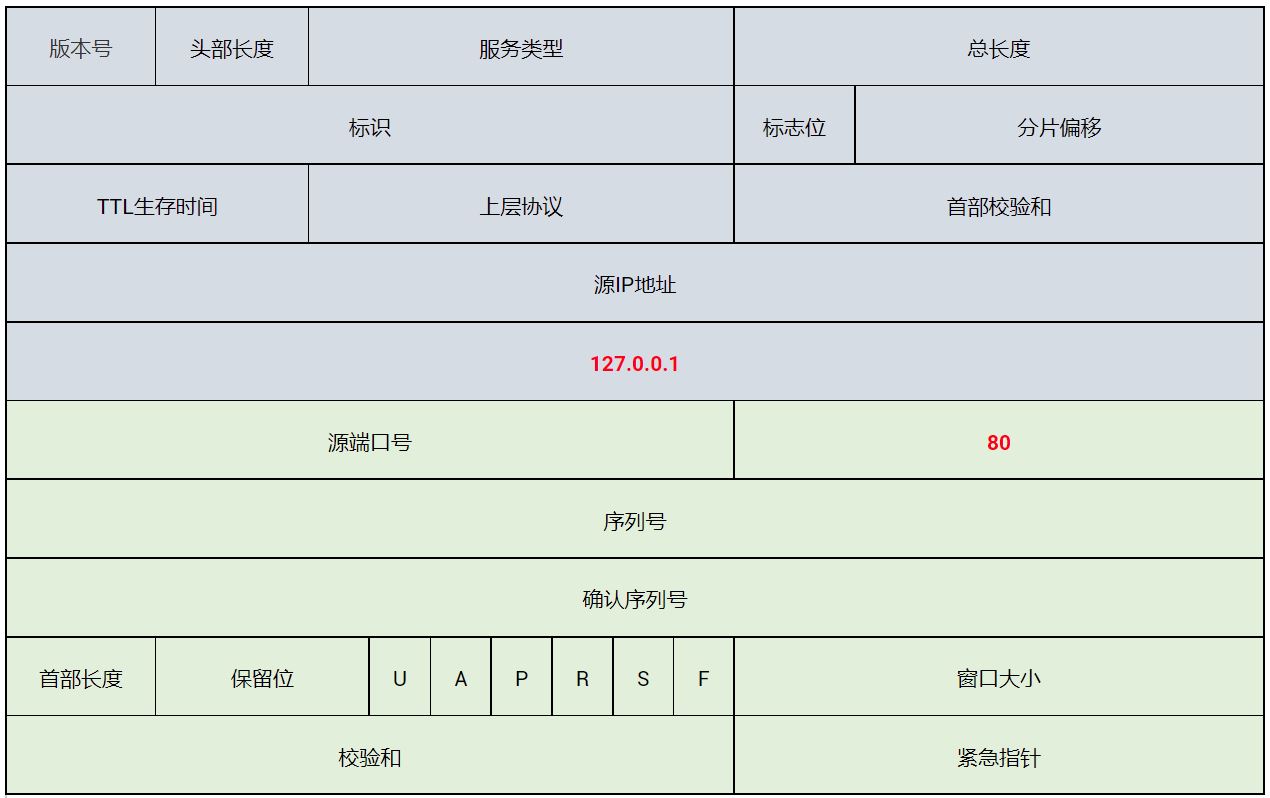 版本号 头部长度 服务类型 总长度
标识 标志位 分片偏移
TTL生存时间 上层协议 首部校验和
源IP地址
127.0.0.1
源端口号 80
序列号
确认序列号
首部长度 保留位 U A P R S F 窗口大小
校验和 紧急指针